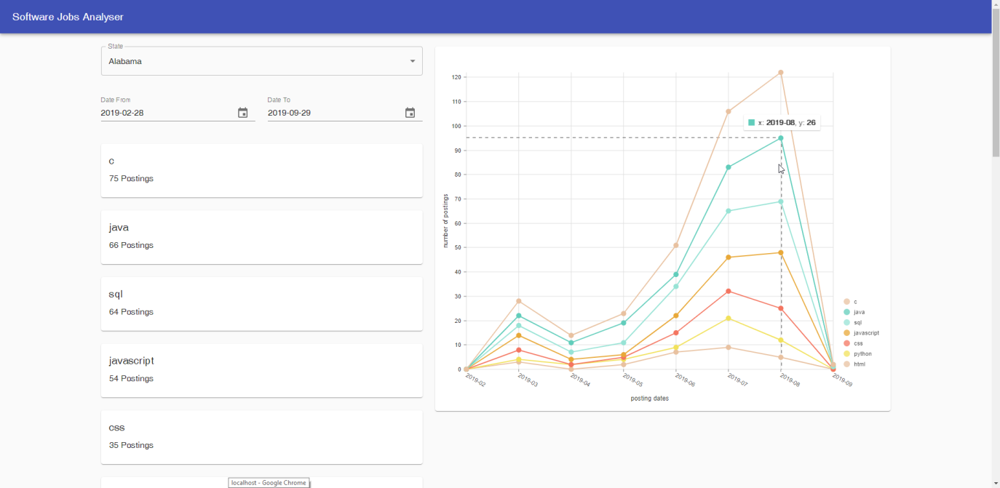 Software Jobs Analyser
State
Alabama
Date From
2019-02-28
Date To
2019-09-29
c
75 Postings
java
66 Postings
sql
64 Postings
javascript
54 Postings
css
35 Postings
localhost - Google Chrome
number of postings
120
110
100
90
80
70
60
50
40
30
20
10
0
x: 2019-08, y: 26
2019-02
2019-03
2019-04
2019-05
2019-06
2019-07
2019-08
2019-09
posting dates
c
java
sql
javascript
css
python
html